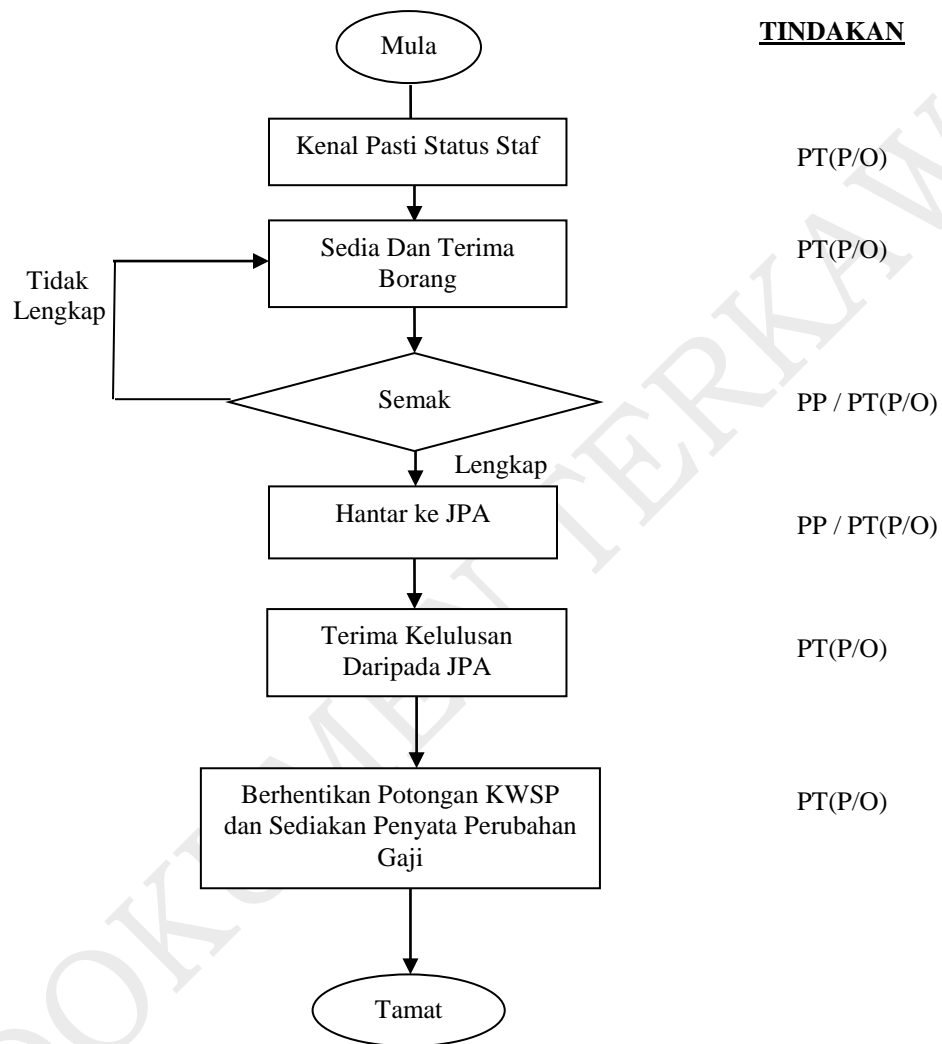 TINDAKAN
Mula
Kenal Pasti Status Staf
PT(P/O)
Sedia Dan Terima
Borang
PT(P/O)
Tidak
Lengkap
Semak
PP / PT(P/O)
Lengkap
Hantar ke JPA
PP / PT(P/O)
Terima Kelulusan
Daripada JPA
PT(P/O)
Berhentikan Potongan KWSP
dan Sediakan Penyata Perubahan
Gaji
PT(P/O)
Tamat
DOKUMEN TERKAW